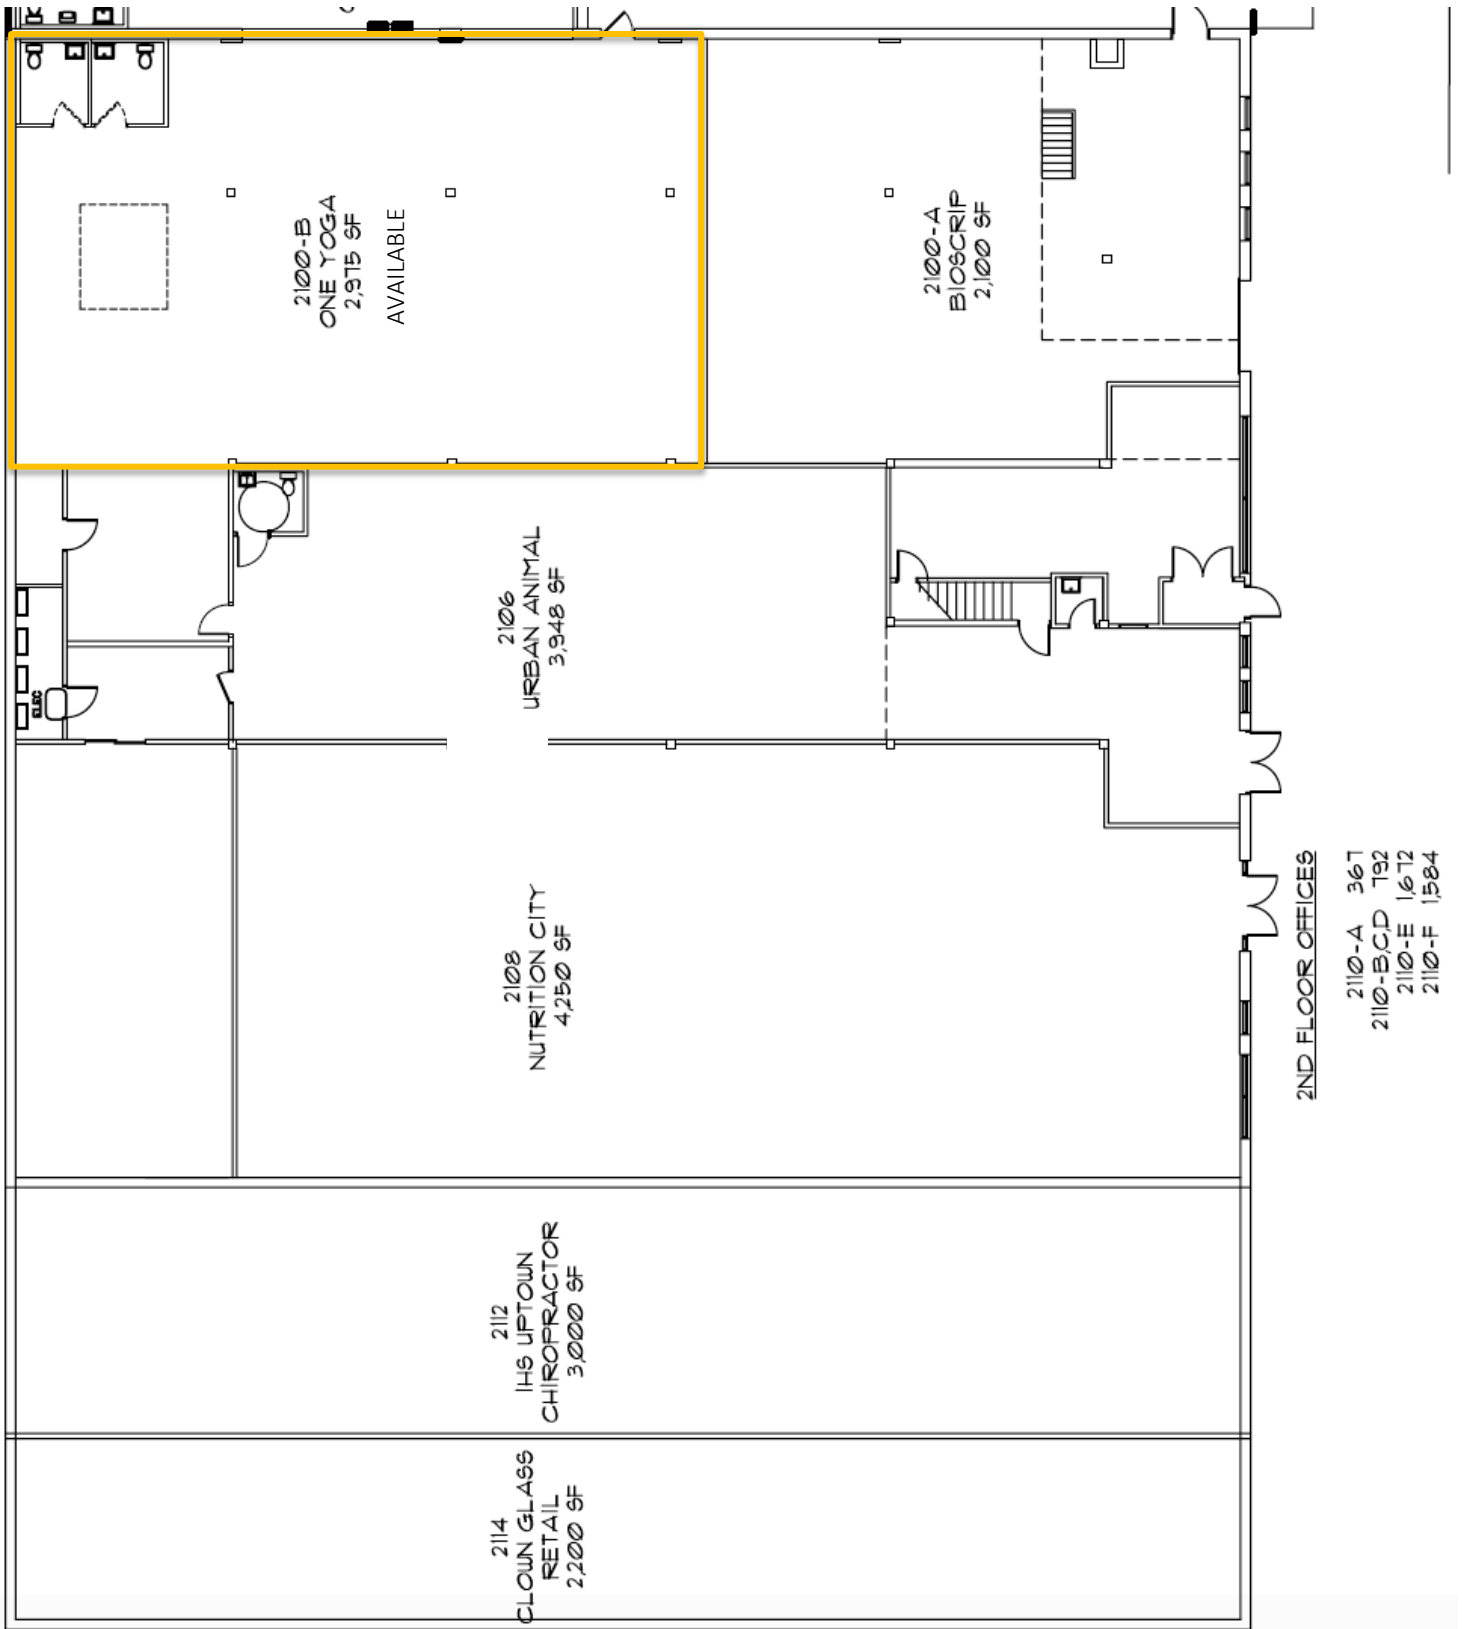 2100-B
ONE YOGA
2,975 SF
AVAILABLE
2100-A
BIOSCRIP
2,100 SF
2106
URBAN ANIMAL
3,948 SF
ELEC
2108
NUTRITION CITY
4,250 SF
2ND FLOOR OFFICES
2110-A 367
2110-B,C,D 792
2110-E 1,672
2110-F 1,584
2112
IHS UPTOWN
CHIROPRACTOR
3,000 SF
2114
CLOWN GLASS
RETAIL
2,200 SF